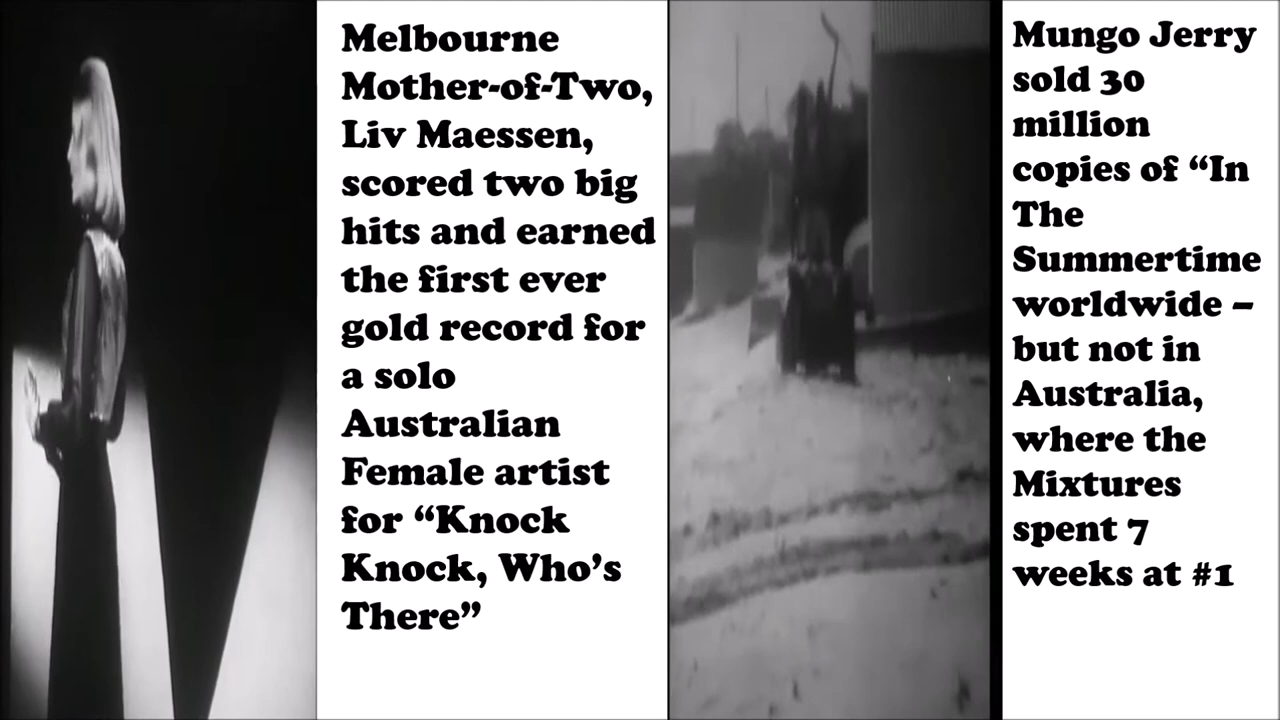 Melbourne
Mother-of-Two,
Liv Maessen,
scored two big
hits and earned
the first ever
gold record for
a solo
Australian
Female artist
for “Knock
Knock, Who’s
There”
Mungo Jerry
sold 30
million
copies of “In
The
Summertime
worldwide –
but not in
Australia,
where the
Mixtures
spent 7
weeks at #1